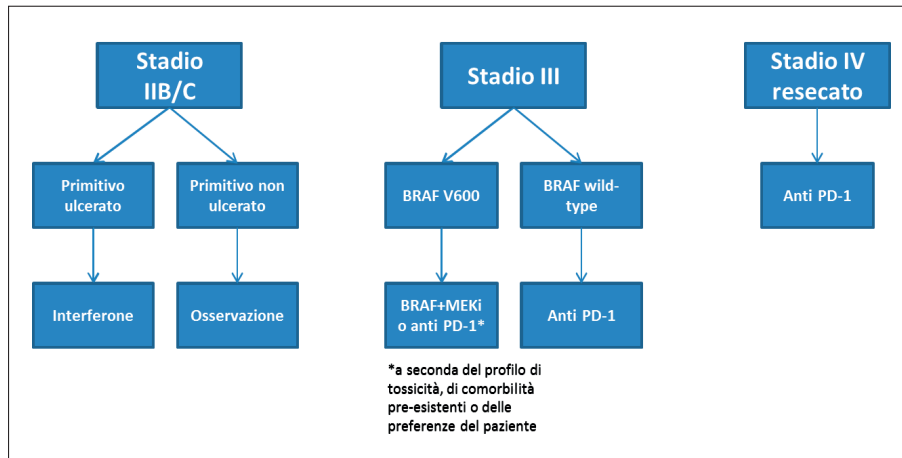 Stadio
IIB/C
Stadio III
Stadio IV
resecato
Primitivo
ulcerato
Primitivo non
ulcerato
BRAF V600
BRAF wild-
type
Anti PD-1
Interferone
Osservazione
BRAF+MEKi
o anti PD-1*
Anti PD-1
*a seconda del profilo di
tossicità, di comorbilità
pre-esistenti o delle
preferenze del paziente